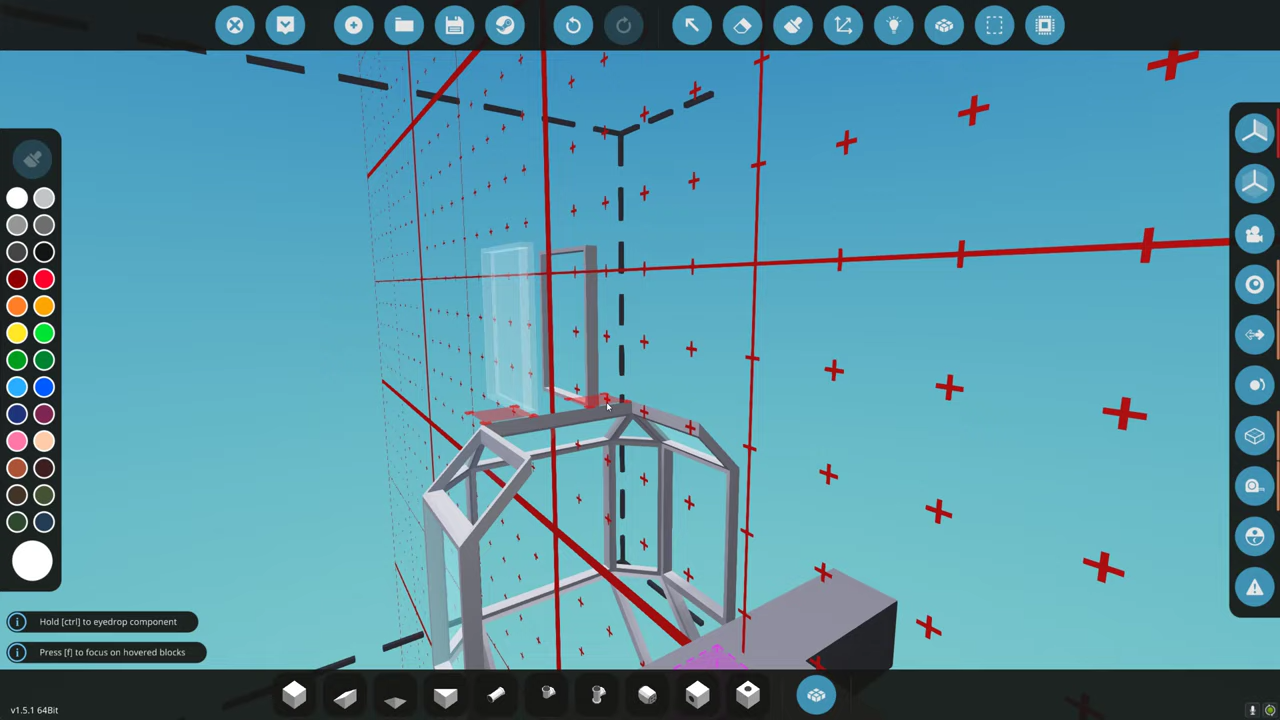 Hold [ctrl] to eyedrop component
Press [f] to focus on hovered blocks
v1.5.1 64Bit